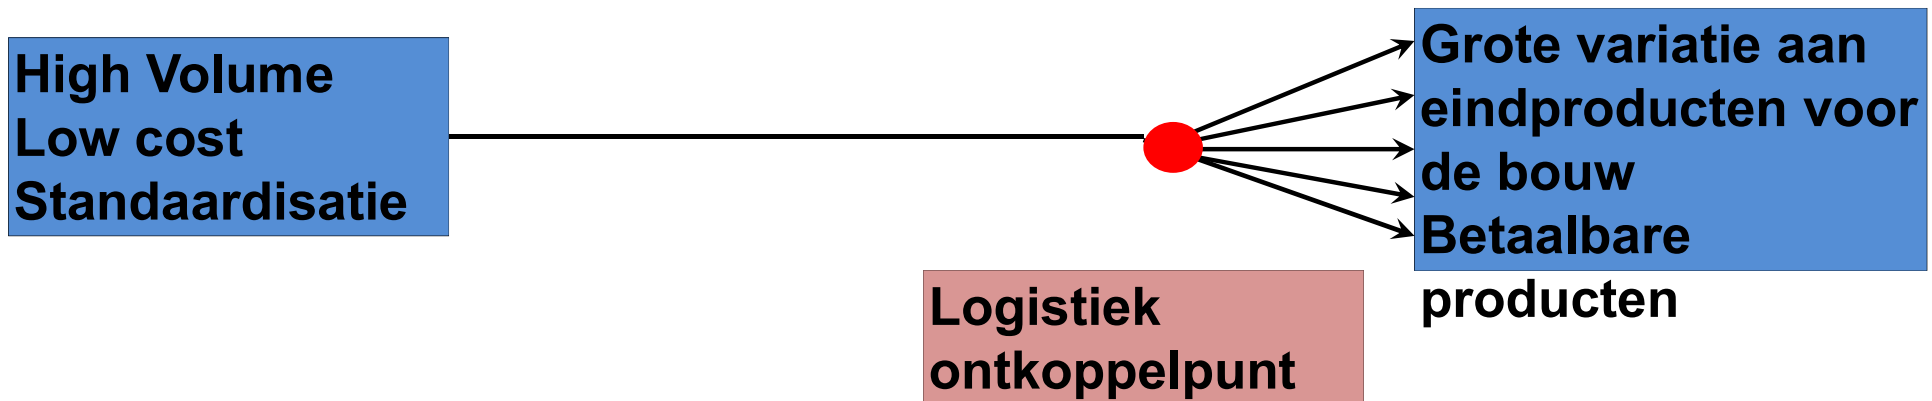 High Volume
Low cost
Standaardisatie
Grote variatie aan
eindproducten voor
de bouw
Betaalbare
producten
Logistiek
ontkoppelpunt